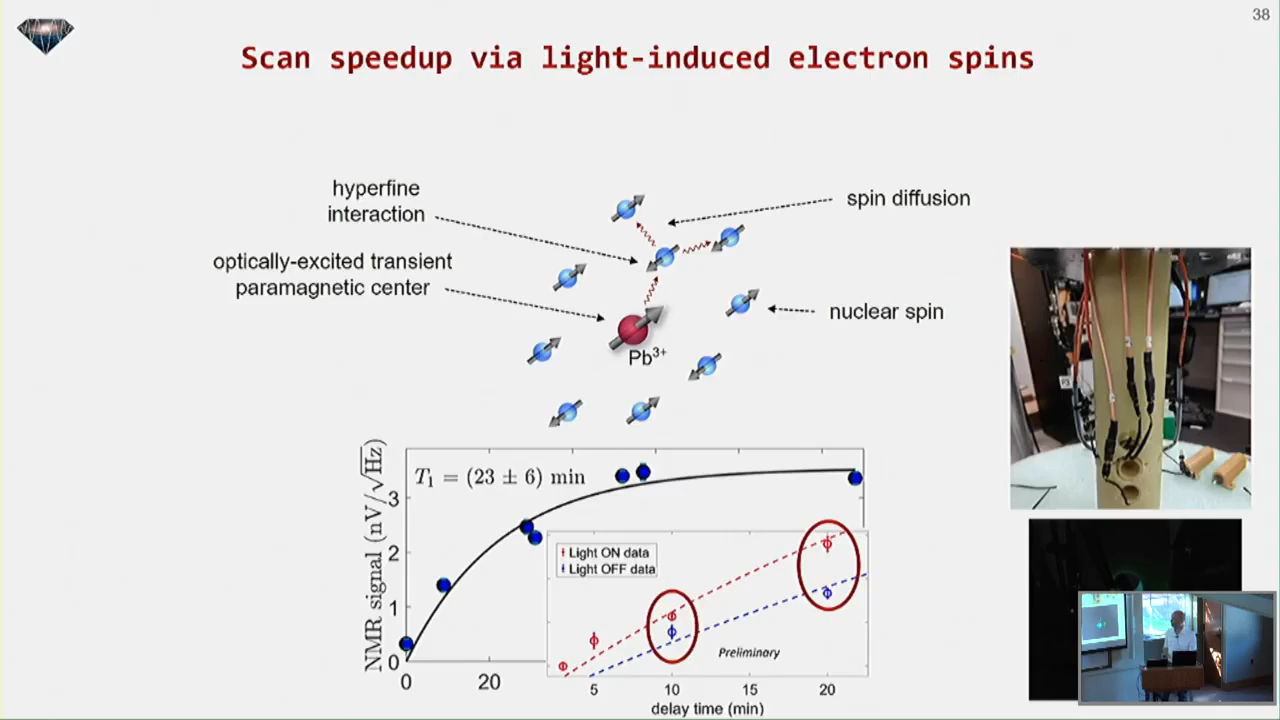 38
Scan speedup via light-induced electron spins
hyperfine
interaction
spin diffusion
optically-excited transient
paramagnetic center
nuclear spin
Pb³⁺
NMR signal (nV/√Hz)
T₁ = (23 ± 6) min
3
2
1
0
0
20
Light ON data
Light OFF data
Preliminary
5
10
15
20
delay time (min)